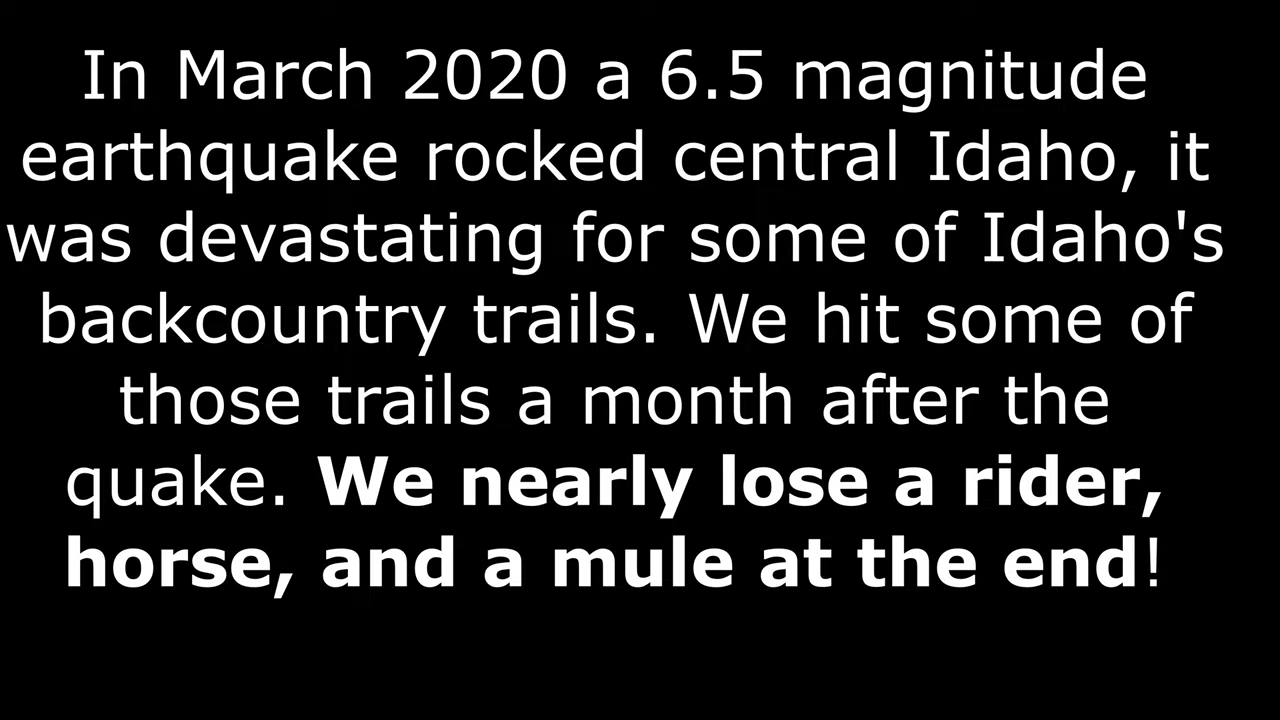 In March 2020 a 6.5 magnitude
earthquake rocked central Idaho, it
was devastating for some of Idaho's
backcountry trails. We hit some of
those trails a month after the
quake. We nearly lose a rider,
horse, and a mule at the end!